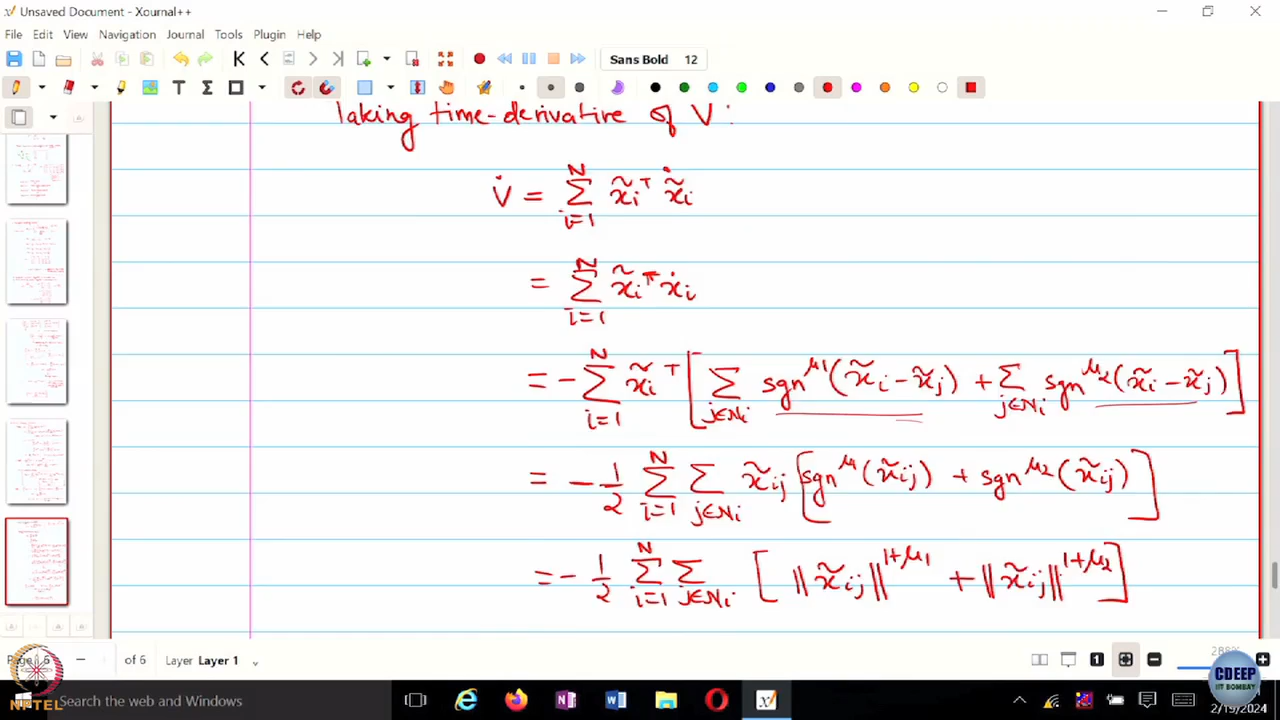 Unsaved Document - Xournal++
File Edit View Navigation Journal Tools Plugin Help
Sans Bold 12
Taking time-derivative of V :
V̇ = ∑_{i=1}^{N} x̃_i^T ẋ̃_i
= ∑_{i=1}^{N} x̃_i^T ẋ_i
= - ∑_{i=1}^{N} x̃_i^T [ ∑_{j∈N_i} sgn^{μ1}(x̃_i - x̃_j) + ∑_{j∈N_i} sgn^{μ2}(x̃_i - x̃_j) ]
= - 1/2 ∑_{i=1}^{N} ∑_{j∈N_i} x̃_ij [ sgn^{μ1}(x̃_ij) + sgn^{μ2}(x̃_ij) ]
= - 1/2 ∑_{i=1}^{N} ∑_{j∈N_i} [ ||x̃_ij||^{1+μ1} + ||x̃_ij||^{1+μ2} ]
of 6 Layer Layer 1 288%
NPTEL
Search the web and Windows
CDEEP
IIT BOMBAY
2/19/2024